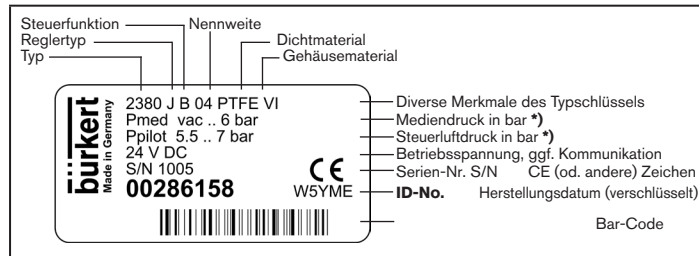 Steuerfunktion Nennweite
Reglertyp Dichtmaterial
Typ Gehäusematerial
bürkert
Made in Germany
2380 J B 04 PTFE VI
Pmed vac .. 6 bar
Ppilot 5.5 .. 7 bar
24 V DC
S/N 1005
CE
00286158 W5YME
Diverse Merkmale des Typschlüssels
Mediendruck in bar *)
Steuerluftdruck in bar *)
Betriebsspannung, ggf. Kommunikation
Serien-Nr. S/N CE (od. andere) Zeichen
ID-No. Herstellungsdatum (verschlüsselt)
Bar-Code